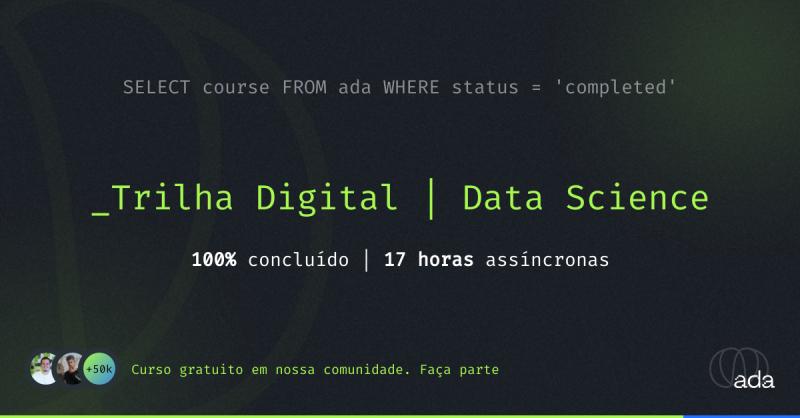 SELECT course FROM ada WHERE status = 'completed'
_Trilha Digital | Data Science
100% concluído | 17 horas assíncronas
+50k Curso gratuito em nossa comunidade. Faça parte
ada